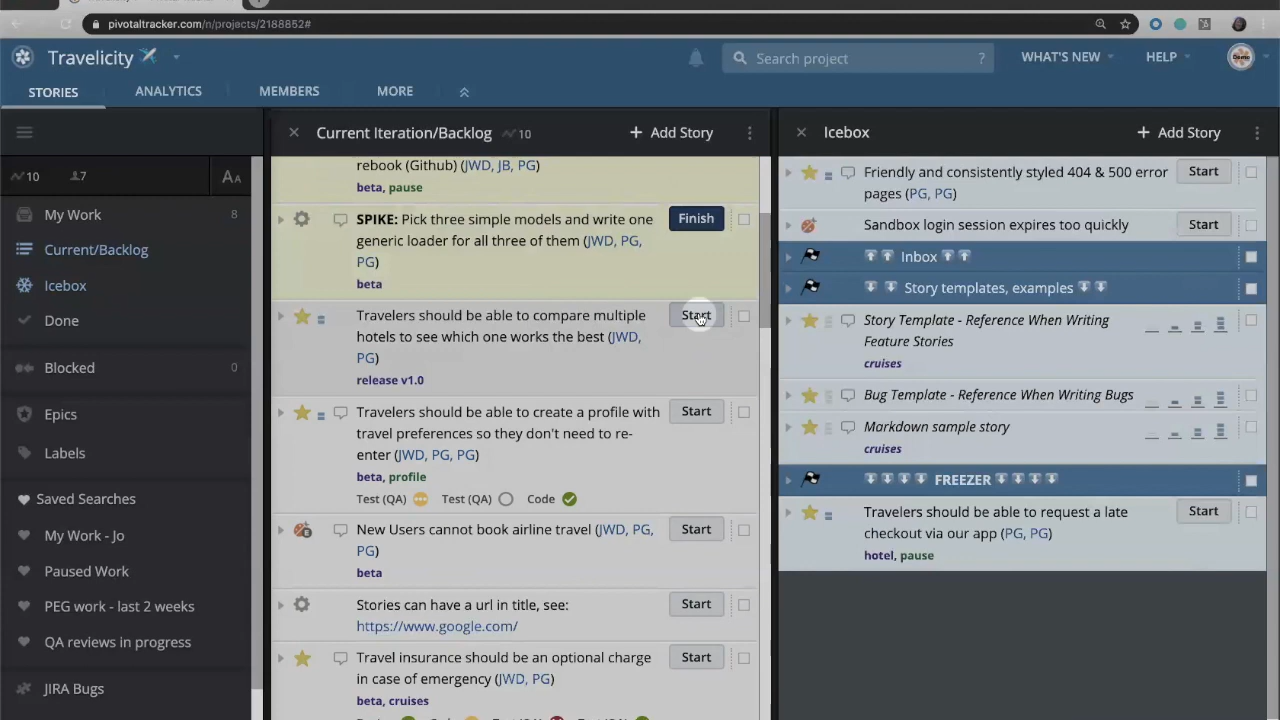 pivotaltracker.com/n/projects/2188852#
Travelicity
Search project
?
WHAT'S NEW
HELP
Demo
STORIES
ANALYTICS
MEMBERS
MORE
10
7
AA
My Work
8
Current/Backlog
Icebox
Done
Blocked
0
Epics
Labels
Saved Searches
My Work - Jo
Paused Work
PEG work - last 2 weeks
QA reviews in progress
JIRA Bugs
Current Iteration/Backlog
10
+ Add Story
rebook (Github) (JWD, JB, PG)
beta, pause
SPIKE: Pick three simple models and write one
generic loader for all three of them (JWD, PG,
PG)
beta
Finish
Travelers should be able to compare multiple
hotels to see which one works the best (JWD,
PG)
release v1.0
Start
Travelers should be able to create a profile with
travel preferences so they don't need to re-
enter (JWD, PG, PG)
beta, profile
Test (QA)
Test (QA)
Code
Start
New Users cannot book airline travel (JWD, PG,
PG)
beta
Start
Stories can have a url in title, see:
https://www.google.com/
Start
Travel insurance should be an optional charge
in case of emergency (JWD, PG)
beta, cruises
Start
Icebox
+ Add Story
Friendly and consistently styled 404 & 500 error
pages (PG, PG)
Start
Sandbox login session expires too quickly
Start
Inbox
Story templates, examples
Story Template - Reference When Writing
Feature Stories
cruises
Bug Template - Reference When Writing Bugs
Markdown sample story
cruises
FREEZER
Travelers should be able to request a late
checkout via our app (PG, PG)
hotel, pause
Start